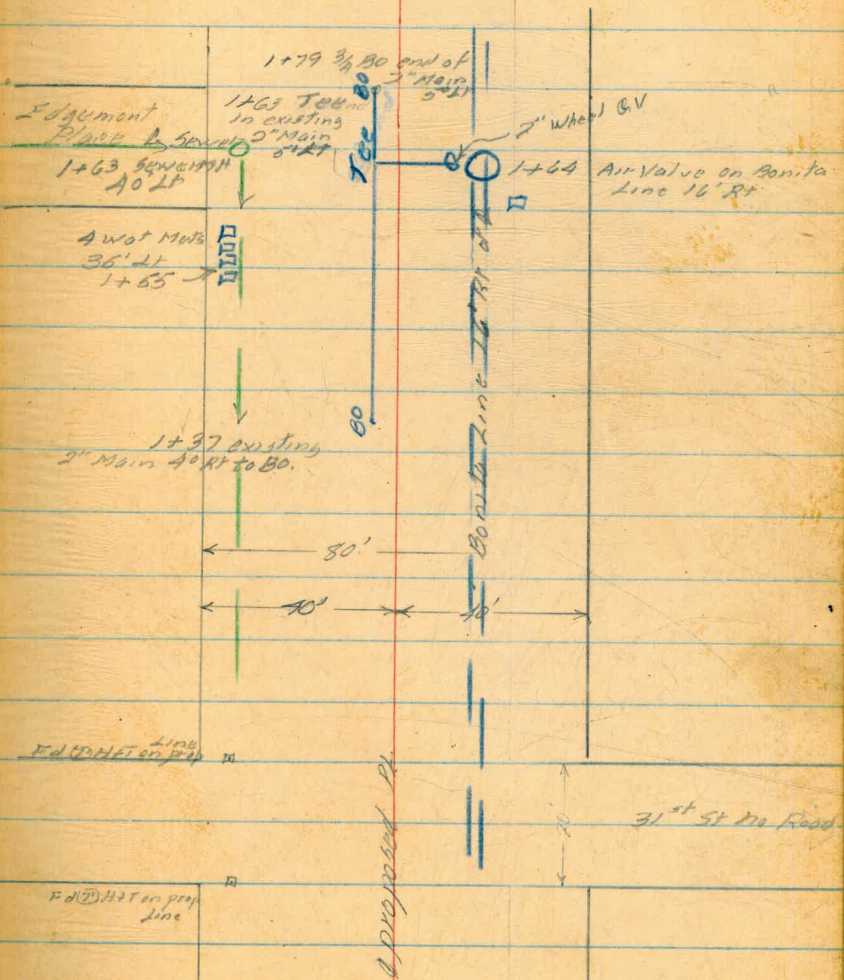 1+79 3/4 BO end of
2" Main
5' Lt
BO
1+63 Tee
in existing
2" Main
5' Lt
Tee
Edgemont
Place Sewer
1+63 Sewer MH
40' Lt
2" Wheel G.V
1+64 Air Valve on Bonita
Line 16' Rt
4 Wat Mets
36' Lt
1+65
BO
Bonita Line 16' Rt of
1+37 existing
2" Main 4° Rt to BO.
80'
40'
40'
Fd H&T on prop
Line
31st St no Road
proposed PL
Fd H&T on prop
Line